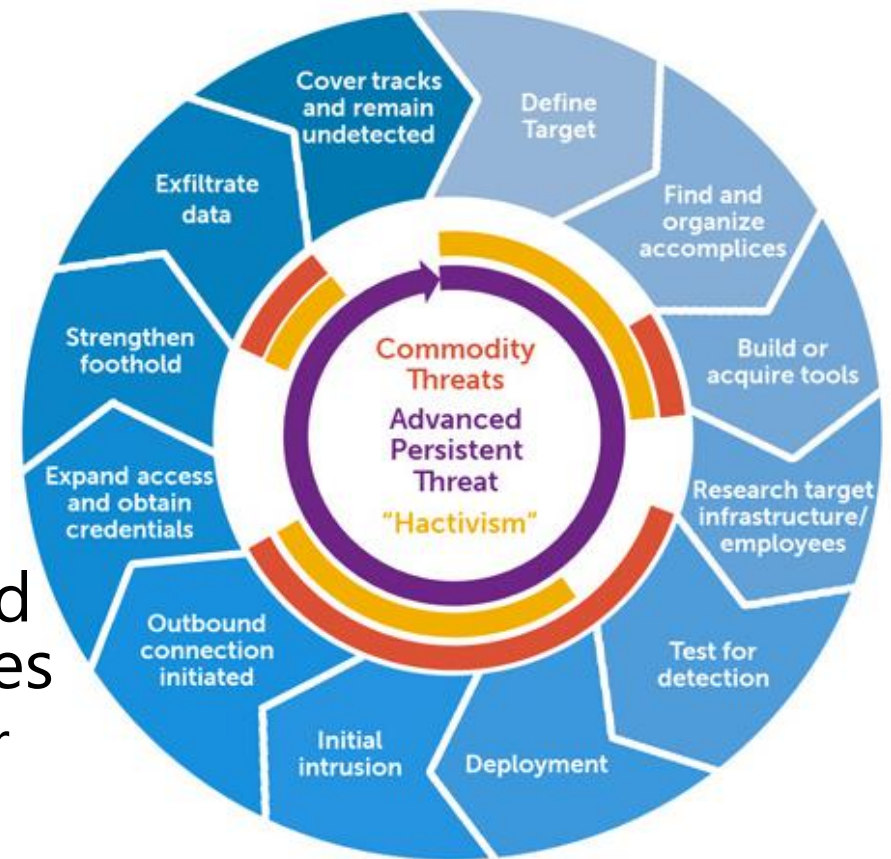 Cover tracks
and remain
undetected
Define
Target
Find and
organize
accomplices
Build or
acquire tools
Research target
infrastructure/
employees
Test for
detection
Deployment
Initial
intrusion
Outbound
connection
initiated
Expand access
and obtain
credentials
Strengthen
foothold
Exfiltrate
data
Commodity
Threats
Advanced
Persistent
Threat
"Hactivism"